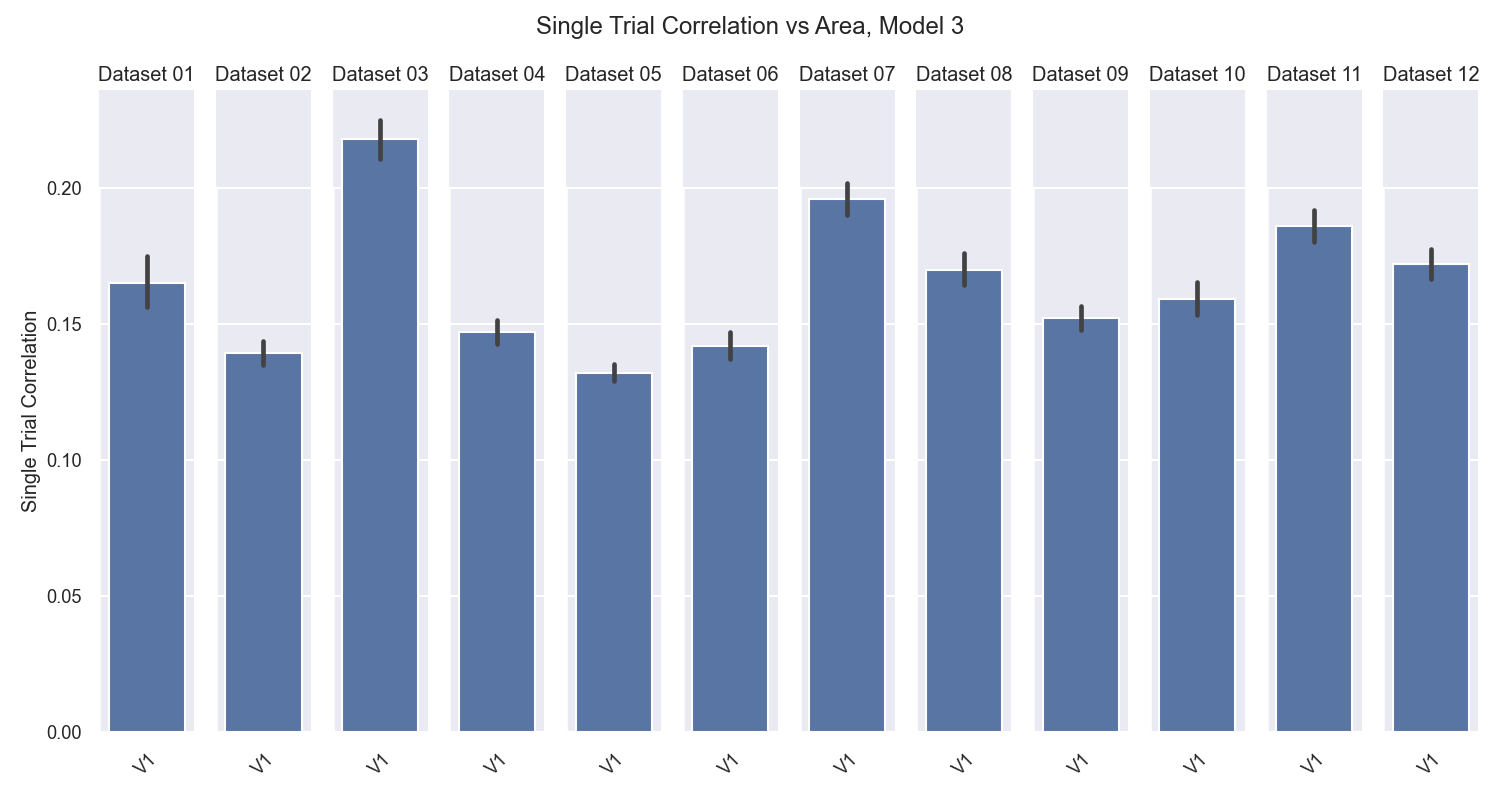 Single Trial Correlation vs Area, Model 3
Dataset 01
Dataset 02
Dataset 03
Dataset 04
Dataset 05
Dataset 06
Dataset 07
Dataset 08
Dataset 09
Dataset 10
Dataset 11
Dataset 12
Single Trial Correlation
0.20
0.15
0.10
0.05
0.00
V1
V1
V1
V1
V1
V1
V1
V1
V1
V1
V1
V1